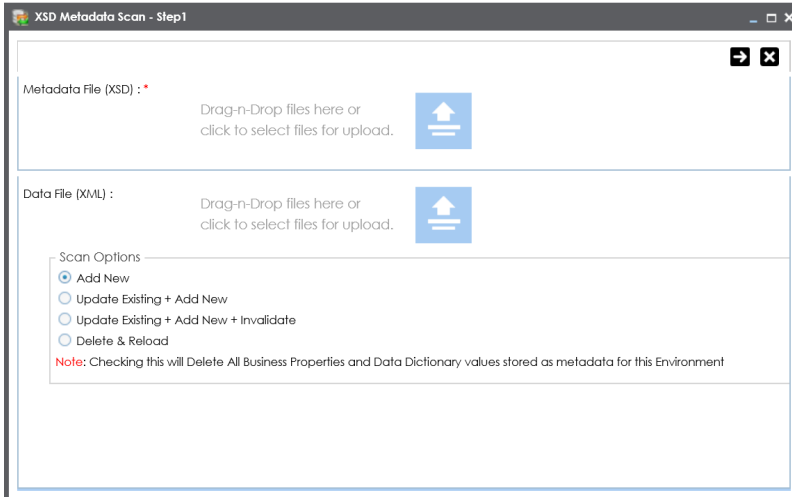 XSD Metadata Scan - Step1
Metadata File (XSD) : *
Drag-n-Drop files here or
click to select files for upload.
Data File (XML) :
Drag-n-Drop files here or
click to select files for upload.
Scan Options
Add New
Update Existing + Add New
Update Existing + Add New + Invalidate
Delete & Reload
Note: Checking this will Delete All Business Properties and Data Dictionary values stored as metadata for this Environment